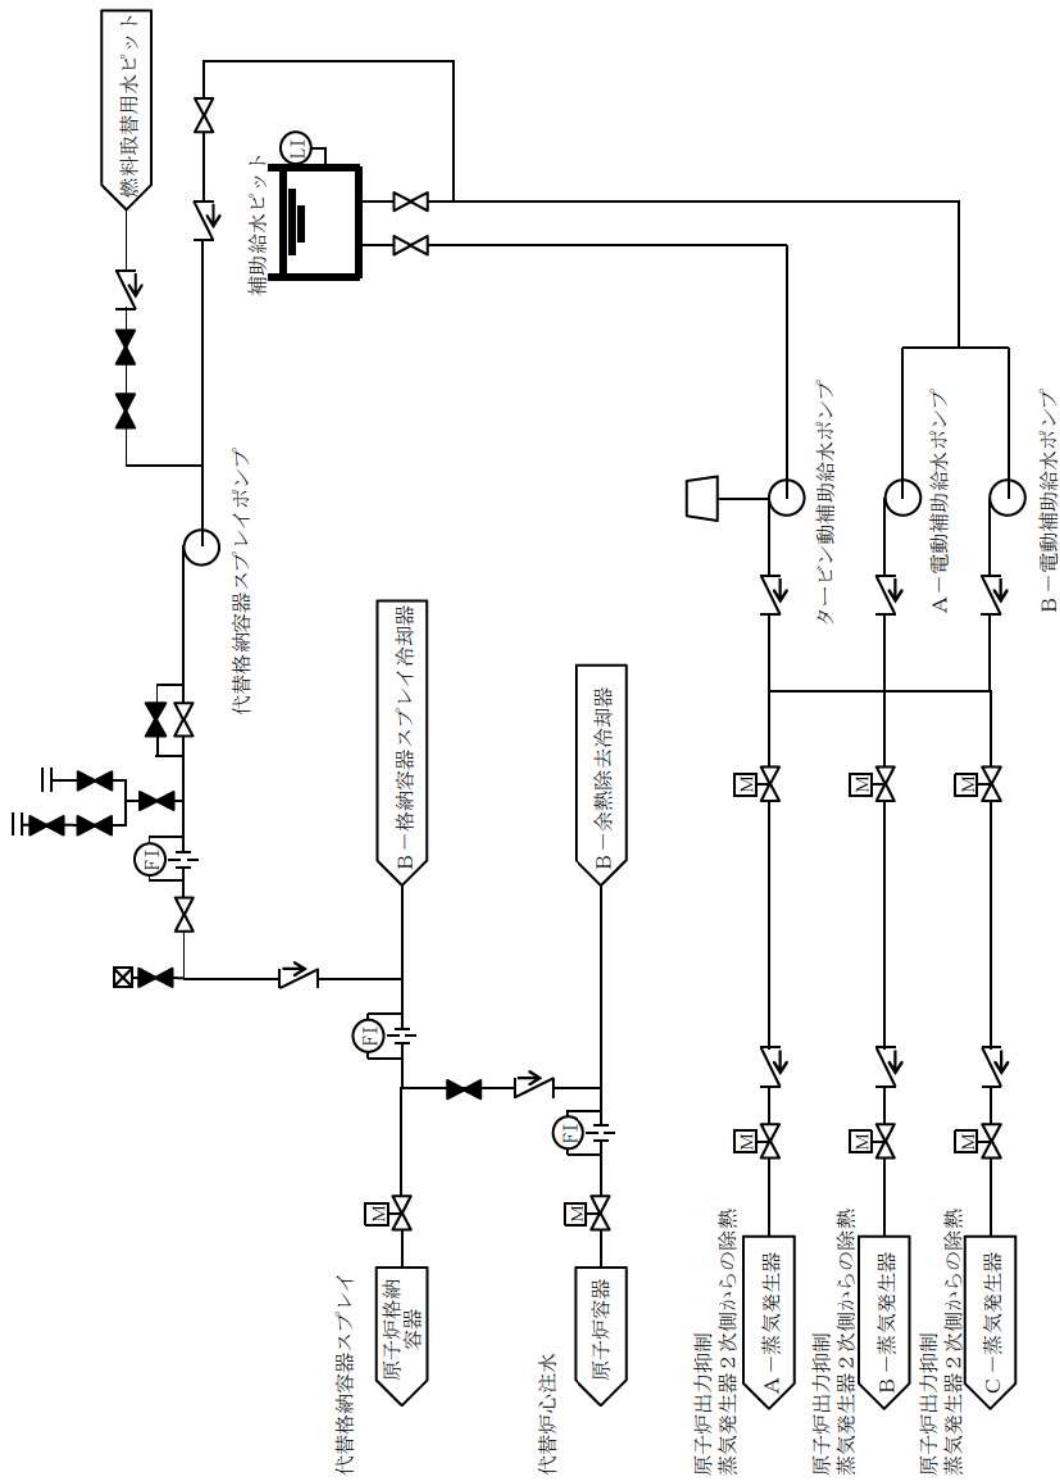 代替格納容器スプレイ
原子炉格納
容器
代替炉心注水
原子炉容器
原子炉出力抑制
蒸気発生器２次側からの除熱
A－蒸気発生器
原子炉出力抑制
蒸気発生器２次側からの除熱
B－蒸気発生器
原子炉出力抑制
蒸気発生器２次側からの除熱
C－蒸気発生器
M
M
M
M
M
M
M
M
FI
FI
FI
B－格納容器スプレイ冷却器
B－余熱除去冷却器
代替格納容器スプレイポンプ
タービン動補助給水ポンプ
A－電動補助給水ポンプ
B－電動補助給水ポンプ
補助給水ピット
LI
燃料取替用水ピット